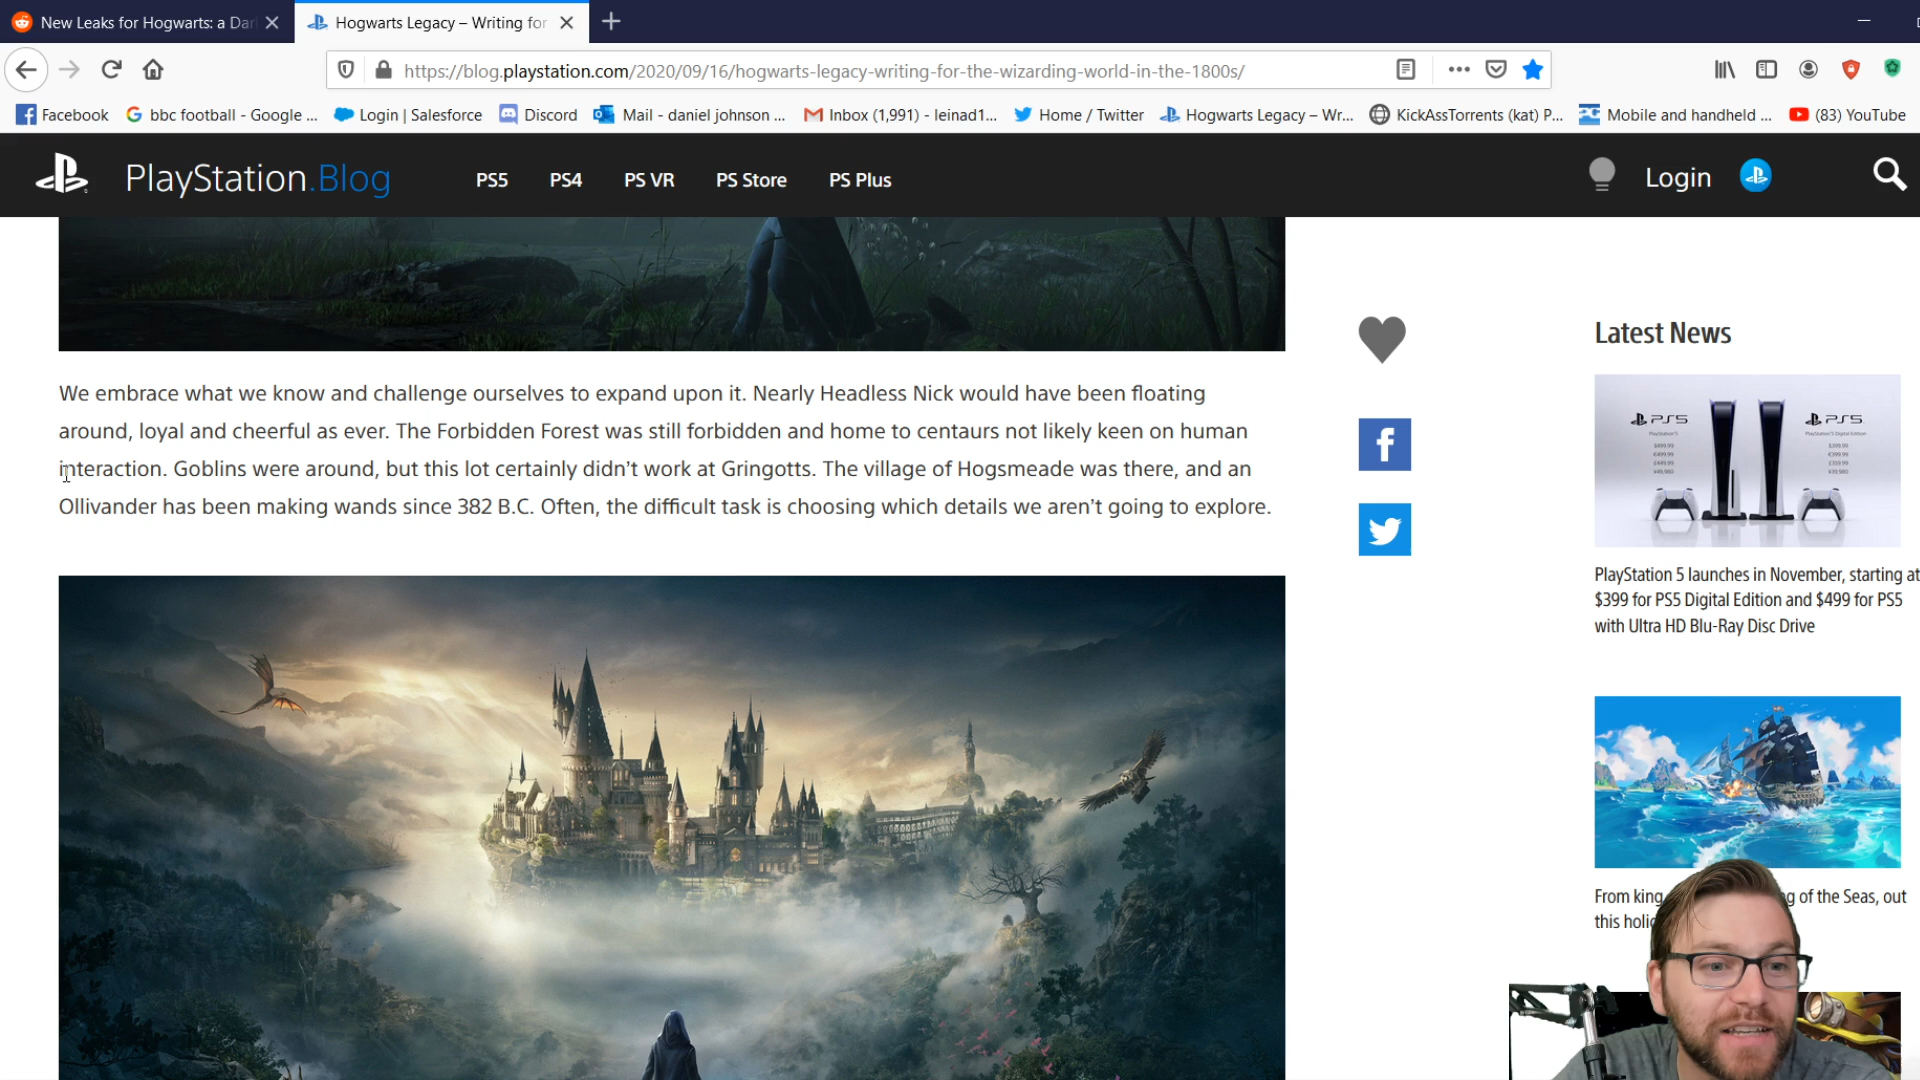 New Leaks for Hogwarts: a Dar
Hogwarts Legacy – Writing for
https://blog.playstation.com/2020/09/16/hogwarts-legacy-writing-for-the-wizarding-world-in-the-1800s/
Facebook
bbc football - Google ...
Login | Salesforce
Discord
Mail - daniel johnson ...
Inbox (1,991) - leinad1...
Home / Twitter
Hogwarts Legacy – Wr...
KickAssTorrents (kat) P...
Mobile and handheld ...
(83) YouTube
PlayStation.Blog
PS5
PS4
PS VR
PS Store
PS Plus
Login
We embrace what we know and challenge ourselves to expand upon it. Nearly Headless Nick would have been floating
around, loyal and cheerful as ever. The Forbidden Forest was still forbidden and home to centaurs not likely keen on human
interaction. Goblins were around, but this lot certainly didn't work at Gringotts. The village of Hogsmeade was there, and an
Ollivander has been making wands since 382 B.C. Often, the difficult task is choosing which details we aren't going to explore.
Latest News
PS5
PS5
PlayStation 5 launches in November, starting at
$399 for PS5 Digital Edition and $499 for PS5
with Ultra HD Blu-Ray Disc Drive
From king
g of the Seas, out
this holi